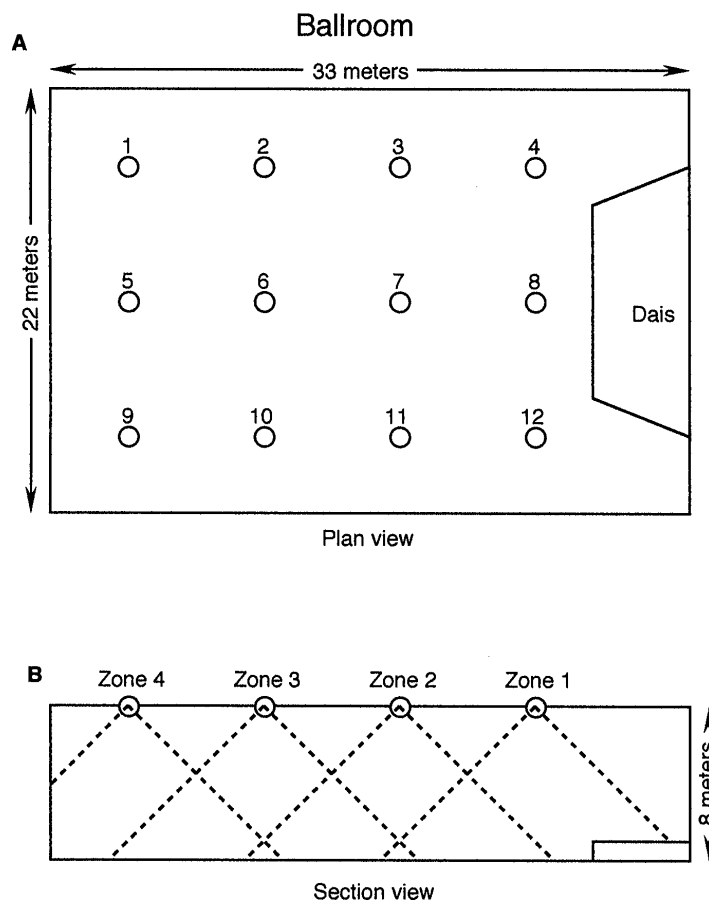 Ballroom
A
33 meters
1 2 3 4
22 meters
5 6 7 8
Dais
9 10 11 12
Plan view
B
Zone 4 Zone 3 Zone 2 Zone 1
8 meters
Section view